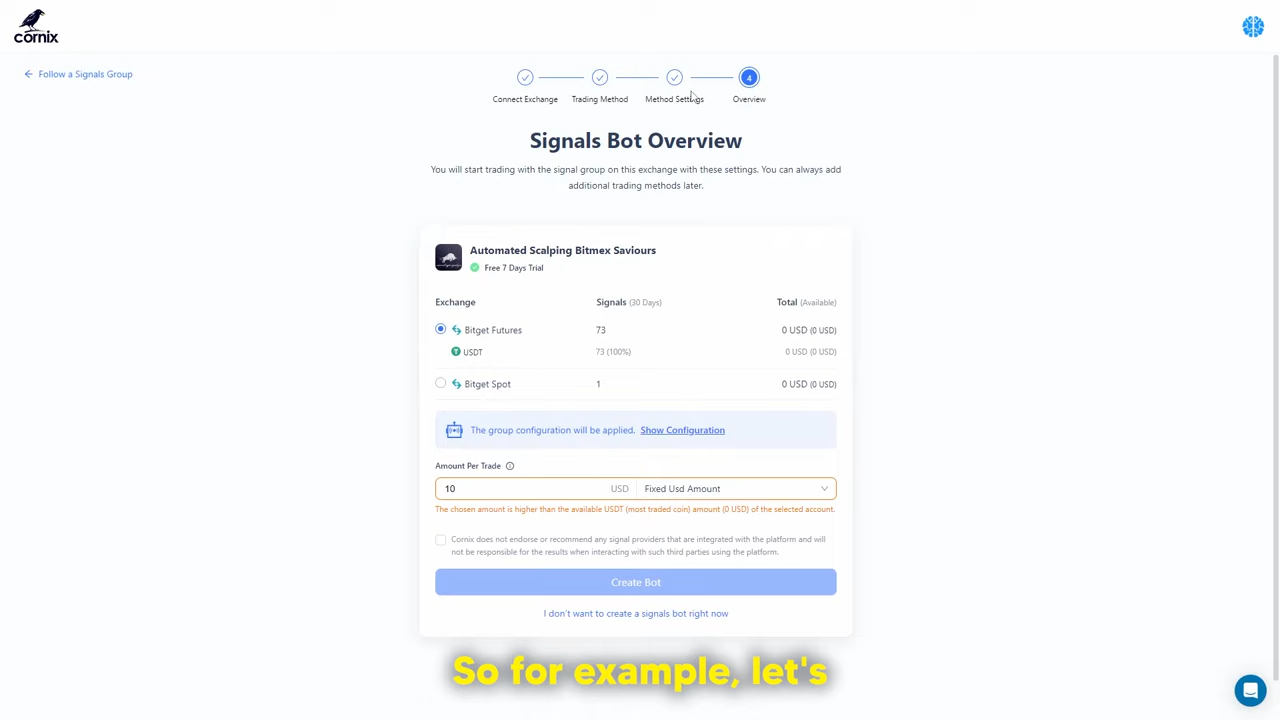 cornix
Follow a Signals Group
4
Connect Exchange Trading Method Method Settings Overview
Signals Bot Overview
You will start trading with the signal group on this exchange with these settings. You can always add
additional trading methods later.
Automated Scalping Bitmex Saviours
Free 7 Days Trial
Exchange Signals (30 Days) Total (Available)
Bitget Futures 73 0 USD (0 USD)
USDT 73 (100%) 0 USD (0 USD)
Bitget Spot 1 0 USD (0 USD)
The group configuration will be applied. Show Configuration
Amount Per Trade
10 USD Fixed Usd Amount
The chosen amount is higher than the available USDT (most traded coin) amount (0 USD) of the selected account.
Cornix does not endorse or recommend any signal providers that are integrated with the platform and will
not be responsible for the results when interacting with such third parties using the platform.
Create Bot
I don't want to create a signals bot right now
So for example, let's